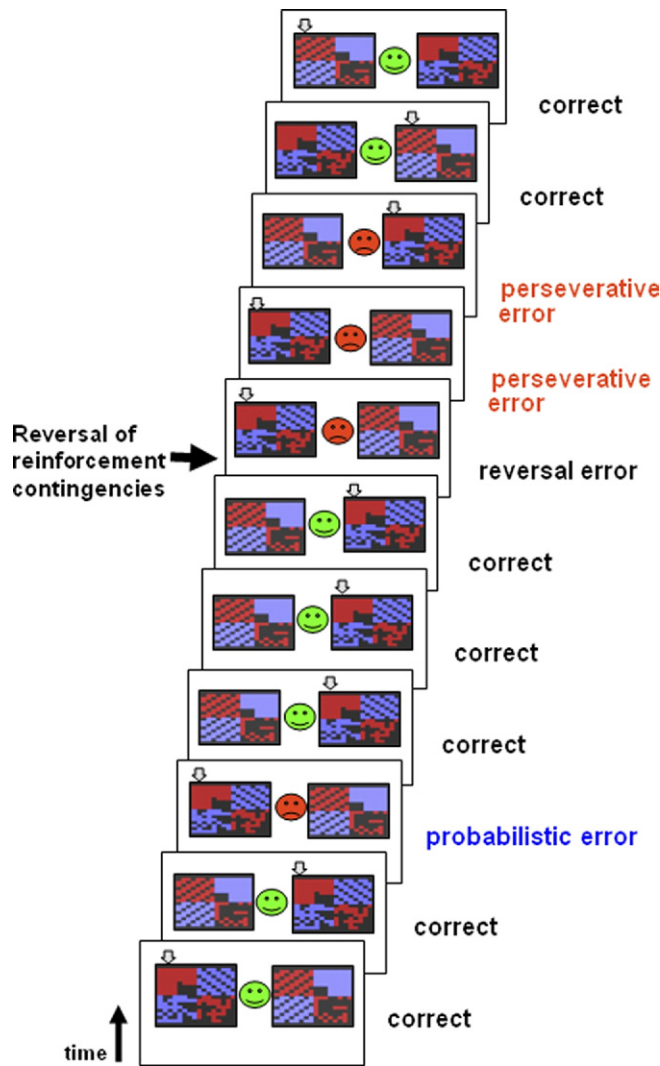 correct
correct
perseverative
error
perseverative
error
Reversal of
reinforcement
contingencies
reversal error
correct
correct
correct
probabilistic error
correct
correct
time